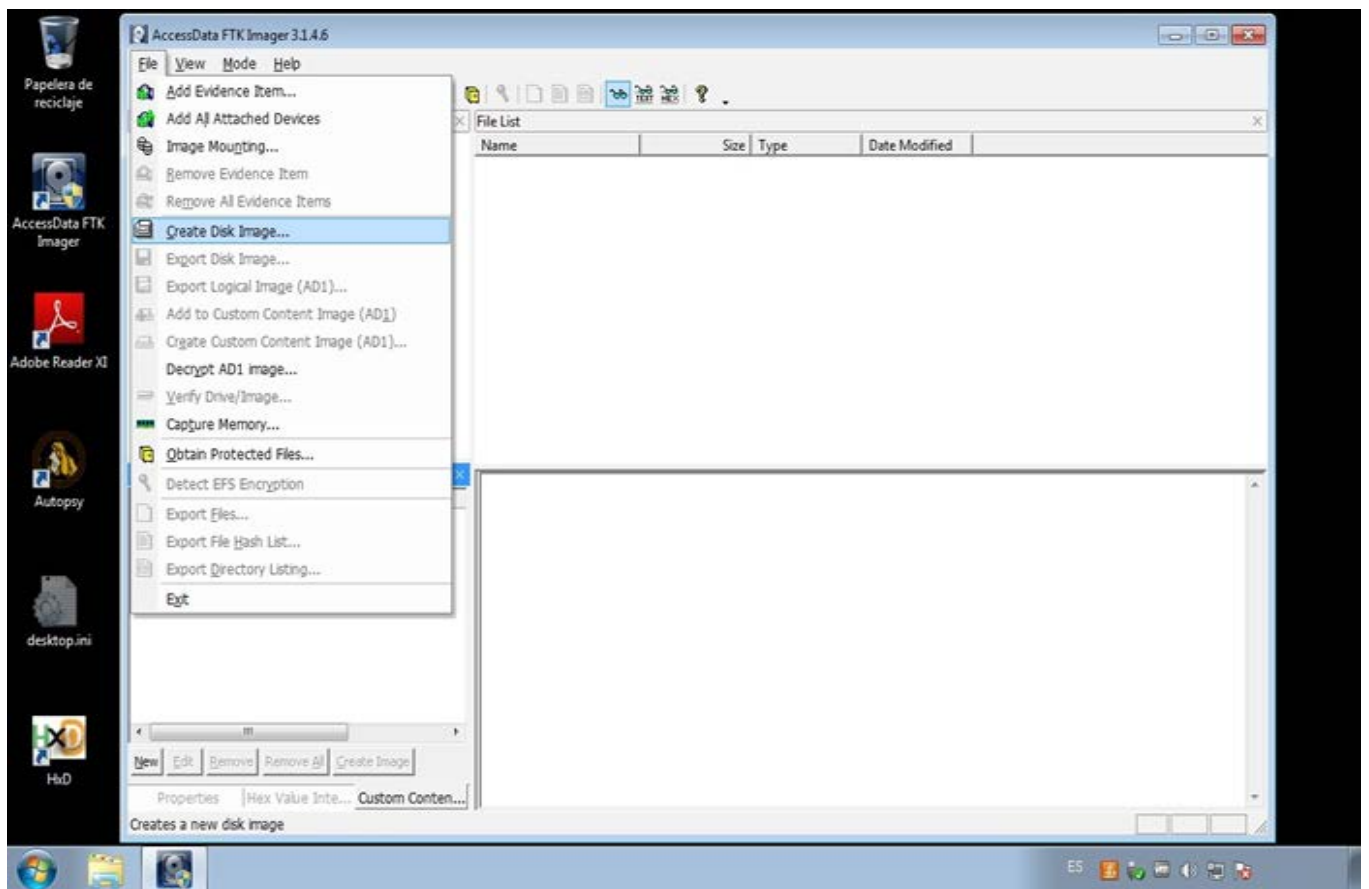 Papelera de
reciclaje
AccessData FTK
Imager
Adobe Reader XI
Autopsy
desktop.ini
HxD
AccessData FTK Imager 3.1.4.6
File View Mode Help
Add Evidence Item...
Add All Attached Devices
Image Mounting...
Remove Evidence Item
Remove All Evidence Items
Create Disk Image...
Export Disk Image...
Export Logical Image (AD1)...
Add to Custom Content Image (AD1)
Create Custom Content Image (AD1)...
Decrypt AD1 image...
Verify Drive/Image...
Capture Memory...
Obtain Protected Files...
Detect EFS Encryption
Export Files...
Export File Hash List...
Export Directory Listing...
Exit
TEXT HEX
File List
Name Size Type Date Modified
New Edit Remove Remove All Create Image
Properties Hex Value Inte... Custom Conten...
Creates a new disk image
ES